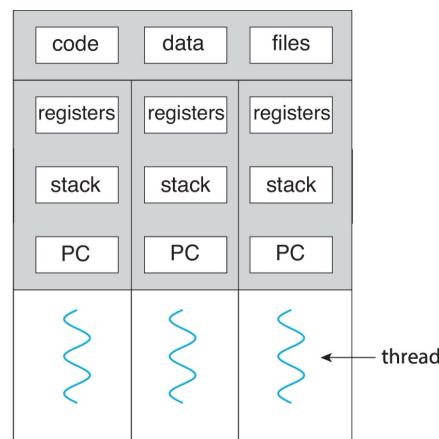 code data files
registers registers registers
stack stack stack
PC PC PC
thread